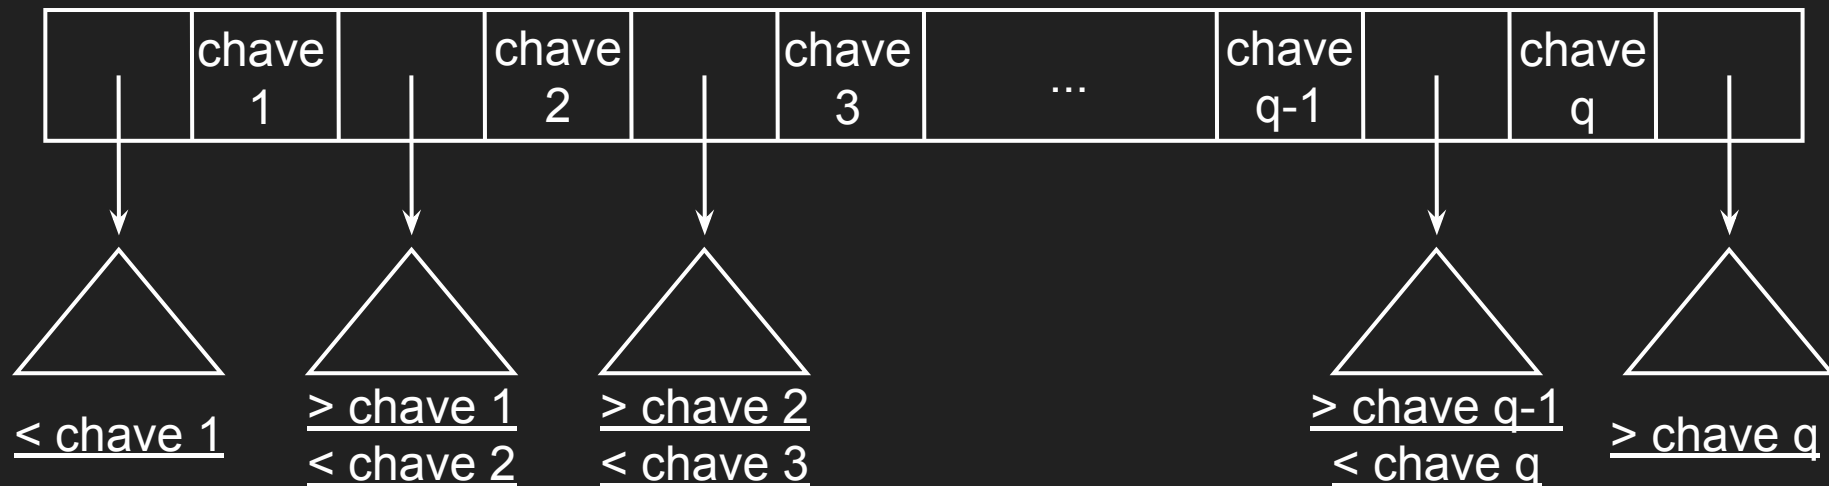 chave
1
chave
2
chave
3
...
chave
q-1
chave
q
< chave 1
> chave 1
< chave 2
> chave 2
< chave 3
> chave q-1
< chave q
> chave q